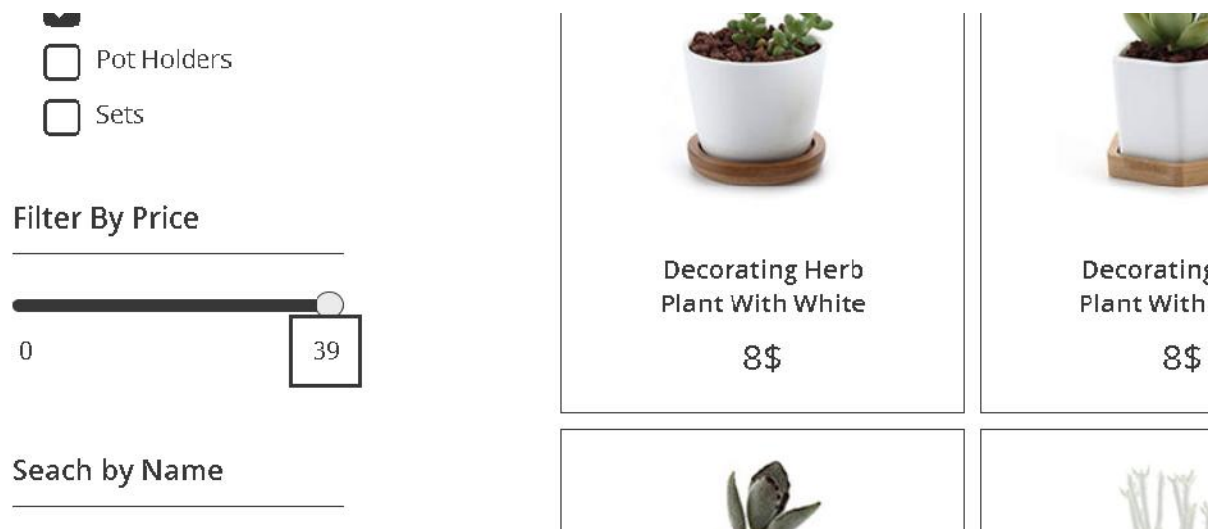 Pot Holders
Sets
Filter By Price
0
39
Seach by Name
Decorating Herb
Plant With White
8$
Decorating
Plant With
8$